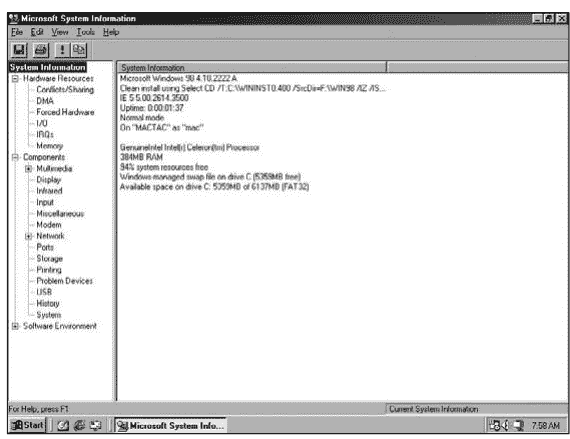 Microsoft System Information
File Edit View Tools Help
System Information
Hardware Resources
Conflicts/Sharing
DMA
Forced Hardware
I/O
IRQs
Memory
Components
Multimedia
Display
Infrared
Input
Miscellaneous
Modem
Network
Ports
Storage
Printing
Problem Devices
USB
History
System
Software Environment
System Information
Microsoft Windows 98 4.10.2222 A
Clean install using Select CD /T:C:\WININST0.400 /SrcDir=F:\WIN98 /IZ /IS...
IE 5 5.00.2614.3500
Uptime: 0:00:01:37
Normal mode
On "MACTAC" as "mac"
GenuineIntel Intel(r) Celeron(tm) Processor
384MB RAM
94% system resources free
Windows-managed swap file on drive C (5359MB free)
Available space on drive C: 5359MB of 6137MB (FAT32)
For Help, press F1
Current System Information
Start
Microsoft System Info...
7:58 AM